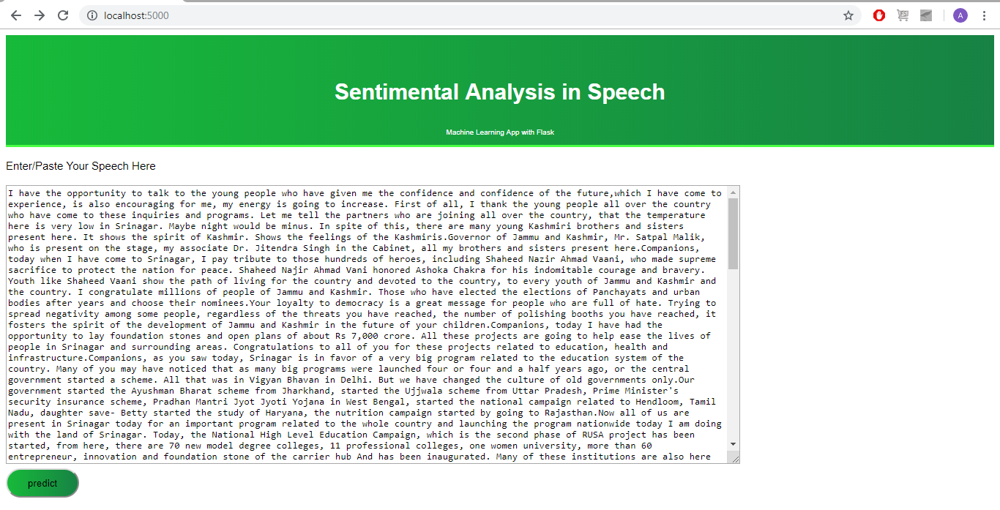 localhost:5000
A
Sentimental Analysis in Speech
Machine Learning App with Flask
Enter/Paste Your Speech Here
I have the opportunity to talk to the young people who have given me the confidence and confidence of the future,which I have come to
experience, is also encouraging for me, my energy is going to increase. First of all, I thank the young people all over the country
who have come to these inquiries and programs. Let me tell the partners who are joining all over the country, that the temperature
here is very low in Srinagar. Maybe night would be minus. In spite of this, there are many young Kashmiri brothers and sisters
present here. It shows the spirit of Kashmir. Shows the feelings of the Kashmiris.Governor of Jammu and Kashmir, Mr. Satpal Malik,
who is present on the stage, my associate Dr. Jitendra Singh in the Cabinet, all my brothers and sisters present here.Companions,
today when I have come to Srinagar, I pay tribute to those hundreds of heroes, including Shaheed Nazir Ahmad Vaani, who made supreme
sacrifice to protect the nation for peace. Shaheed Najir Ahmad Vani honored Ashoka Chakra for his indomitable courage and bravery.
Youth like Shaheed Vaani show the path of living for the country and devoted to the country, to every youth of Jammu and Kashmir and
the country. I congratulate millions of people of Jammu and Kashmir. Those who have elected the elections of Panchayats and urban
bodies after years and choose their nominees.Your loyalty to democracy is a great message for people who are full of hate. Trying to
spread negativity among some people, regardless of the threats you have reached, the number of polishing booths you have reached, it
fosters the spirit of the development of Jammu and Kashmir in the future of your children.Companions, today I have had the
opportunity to lay foundation stones and open plans of about Rs 7,000 crore. All these projects are going to help ease the lives of
people in Srinagar and surrounding areas. Congratulations to all of you for these projects related to education, health and
infrastructure.Companions, as you saw today, Srinagar is in favor of a very big program related to the education system of the
country. Many of you may have noticed that as many big programs were launched four or four and a half years ago, or the central
government started a scheme. All that was in Vigyan Bhavan in Delhi. But we have changed the culture of old governments only.Our
government started the Ayushman Bharat scheme from Jharkhand, started the Ujjwala scheme from Uttar Pradesh, Prime Minister's
security insurance scheme, Pradhan Mantri Jyot Jyoti Yojana in West Bengal, started the national campaign related to Hendloom, Tamil
Nadu, daughter save- Betty started the study of Haryana, the nutrition campaign started by going to Rajasthan.Now all of us are
present in Srinagar today for an important program related to the whole country and launching the program nationwide today I am doing
with the land of Srinagar. Today, the National High Level Education Campaign, which is the second phase of RUSA project has been
started, from here, there are 70 new model degree colleges, 11 professional colleges, one women university, more than 60
entrepreneur, innovation and foundation stone of the carrier hub And has been inaugurated. Many of these institutions are also here
predict